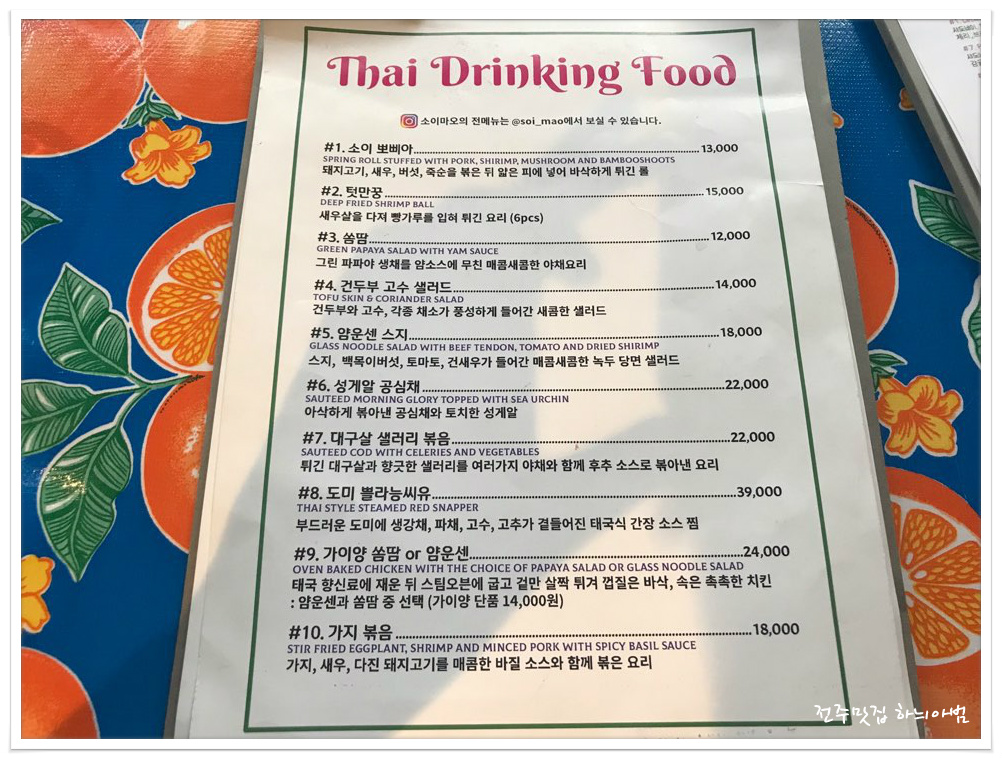 Thai Drinking Food
소이마오의 전메뉴는 @soi_mao에서 보실 수 있습니다.
#1. 소이 뽀삐아 13,000
SPRING ROLL STUFFED WITH PORK, SHIRIMP, MUSHROOM AND BAMBOOSHOOTS
돼지고기, 새우, 버섯, 죽순을 볶은 뒤 얇은 피에 넣어 바삭하게 튀긴 롤
#2. 텃만꿍 15,000
DEEP FRIED SHRIMP BALL
새우살을 다져 빵가루를 입혀 튀긴 요리 (6pcs)
#3. 쏨땀 12,000
GREEN PAPAYA SALAD WITH YAM SAUCE
그린 파파야 생채를 얌소스에 무친 매콤새콤한 야채요리
#4. 건두부 고수 샐러드 14,000
TOFU SKIN & CORIANDER SALAD
건두부와 고수, 각종 채소가 풍성하게 들어간 새콤한 샐러드
#5. 얌운센 스지 18,000
GLASS NOODLE SALAD WITH BEEF TENDON, TOMATO AND DRIED SHIRIMP
스지, 백목이버섯, 토마토, 건새우가 들어간 매콤새콤한 녹두 당면 샐러드
#6. 성게알 공심채 22,000
SAUTEED MORNING GLORY TOPPED WITH SEA URCHIN
아삭하게 볶아낸 공심채와 토치한 성게알
#7. 대구살 샐러리 볶음 22,000
SAUTEED COD WITH CELERIES AND VEGETABLES
튀긴 대구살과 향긋한 샐러리를 여러가지 야채와 함께 후추 소스로 볶아낸 요리
#8. 도미 쁠라능씨유 39,000
THAI STYLE STEAMED RED SNAPPER
부드러운 도미에 생강채, 파채, 고수, 고추가 곁들어진 태국식 간장 소스 찜
#9. 가이양 쏨땀 or 얌운센 24,000
OVEN BAKED CHICKEN WITH THE CHOICE OF PAPAYA SALAD OR GLASS NOODLE SALAD
태국 향신료에 재운 뒤 스팀오븐에 굽고 겉만 살짝 튀겨 껍질은 바삭, 속은 촉촉한 치킨
: 얌운센과 쏨땀 중 선택 (가이양 단품 14,000원)
#10. 가지 볶음 18,000
STIR FRIED EGGPLANT, SHRIMP AND MINCED PORK WITH SPICY BASIL SAUCE
가지, 새우, 다진 돼지고기를 매콤한 바질 소스와 함께 볶은 요리
전주맛집 하늬아범